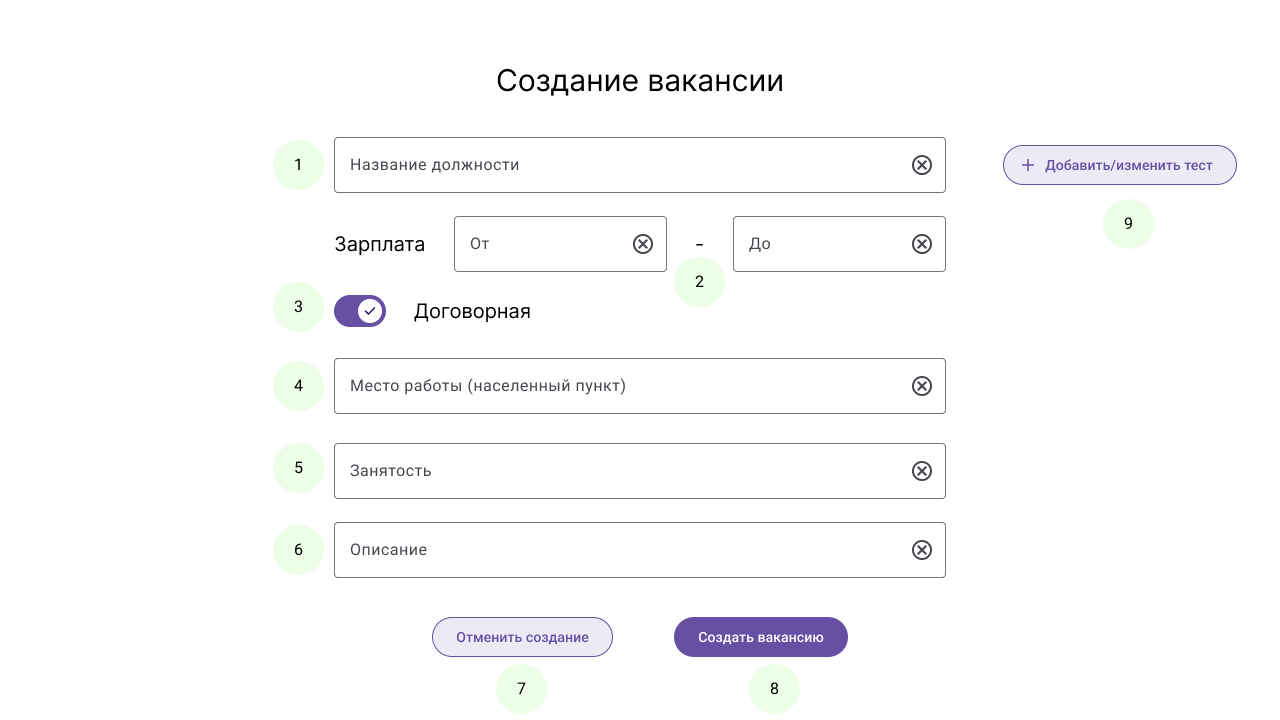 Создание вакансии
1
Название должности
+ Добавить/изменить тест
9
Зарплата
От
-
До
2
3
Договорная
4
Место работы (населенный пункт)
5
Занятость
6
Описание
Отменить создание
Создать вакансию
7
8